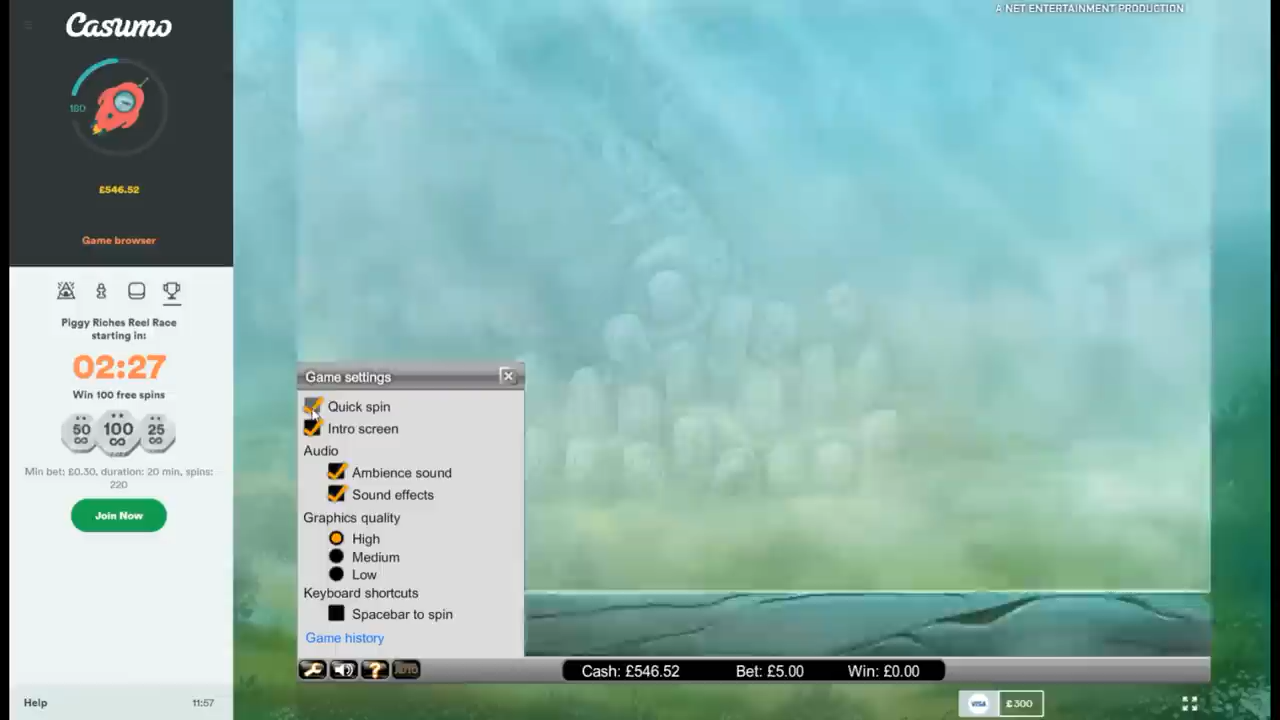 A NET ENTERTAINMENT PRODUCTION
Casumo
180
£546.52
Game browser
Piggy Riches Reel Race
starting in:
02:27
Win 100 free spins
50 100 25
Min bet: £0.30, duration: 20 min, spins:
220
Join Now
Help 11:57
Game settings
Quick spin
Intro screen
Audio
Ambience sound
Sound effects
Graphics quality
High
Medium
Low
Keyboard shortcuts
Spacebar to spin
Game history
? AUTO
Cash: £546.52 Bet: £5.00 Win: £0.00
VISA £300